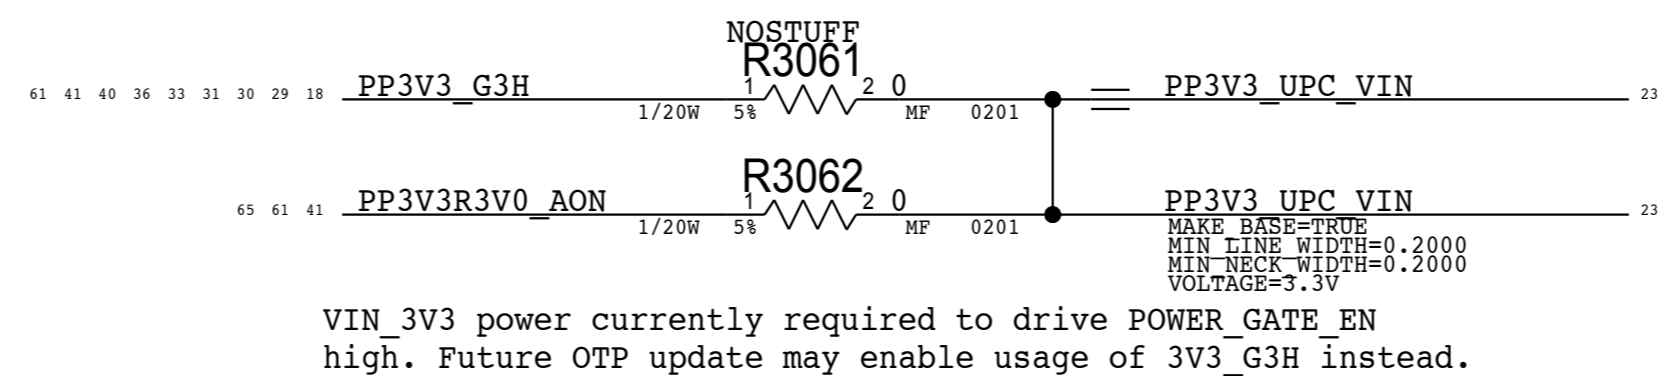 NOSTUFF
R3061
61 41 40 36 33 31 30 29 18 PP3V3_G3H 1 2 0 PP3V3_UPC_VIN 23
1/20W 5% MF 0201
R3062
65 61 41 PP3V3R3V0_AON 1 2 0 PP3V3_UPC_VIN 23
1/20W 5% MF 0201 MAKE_BASE=TRUE
MIN_LINE_WIDTH=0.2000
MIN_NECK_WIDTH=0.2000
VOLTAGE=3.3V
VIN_3V3 power currently required to drive POWER_GATE_EN
high. Future OTP update may enable usage of 3V3_G3H instead.